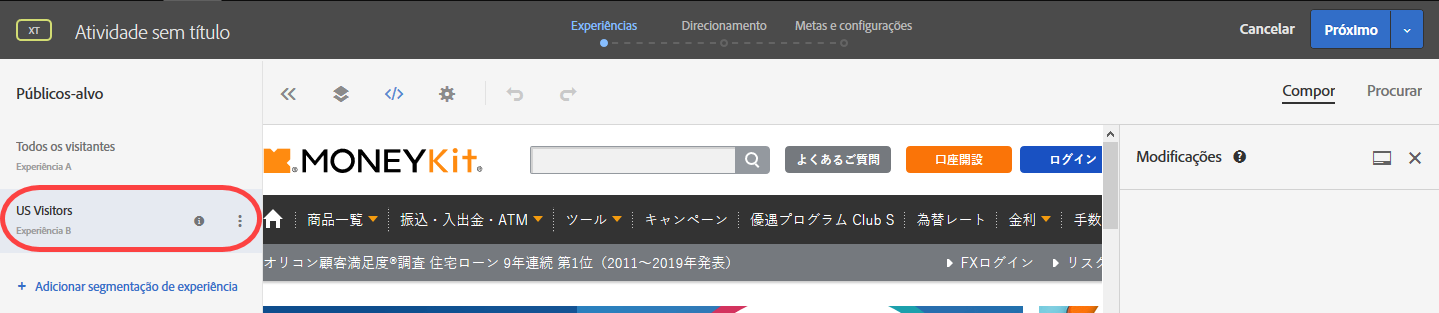 XT Atividade sem título
Experiências Direcionamento Metas e configurações
Cancelar Próximo
Públicos-alvo
Compor Procurar
Todos os visitantes
Experiência A
US Visitors
Experiência B
+ Adicionar segmentação de experiência
MONEYKit® よくあるご質問 口座開設 ログイン
商品一覧 振込・入出金・ATM ツール キャンペーン 優遇プログラム Club S 為替レート 金利 手数
オリコン顧客満足度®調査 住宅ローン 9年連続 第1位（2011～2019年発表） FXログイン リスク
Modificações